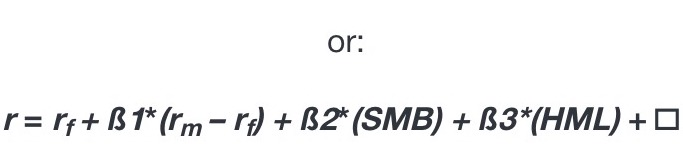 or:
r = rf + ß1*(rm – rf) + ß2*(SMB) + ß3*(HML) + □